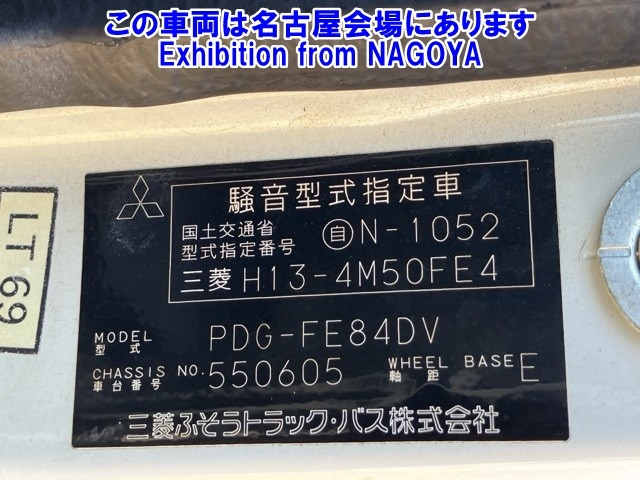 この車両は名古屋会場にあります
Exhibition from NAGOYA
騒音型式指定車
国土交通省
型式指定番号 自N-1052
三菱 H13-4M50FE4
MODEL
型式 PDG-FE84DV
CHASSIS NO.
車台番号 550605
WHEEL BASE
軸距 E
三菱ふそうトラック・バス株式会社
LT 69